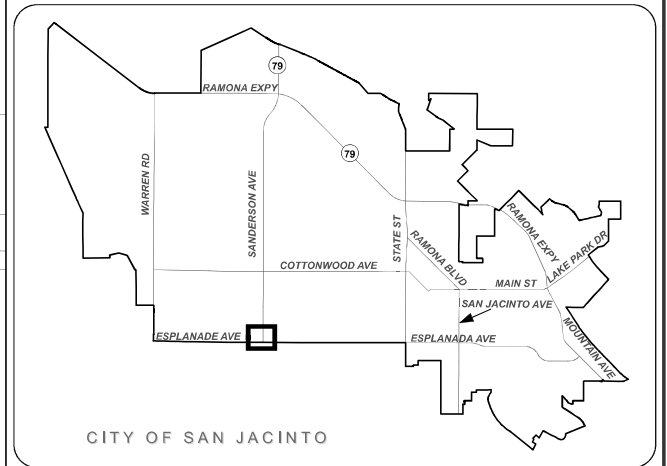 79
RAMONA EXPY
79
WARREN RD
SANDERSON AVE
STATE ST
RAMONA BLVD
RAMONA EXPY
LAKE PARK DR
COTTONWOOD AVE
MAIN ST
SAN JACINTO AVE
ESPLANADE AVE
ESPLANADA AVE
MOUNTAIN AVE
CITY OF SAN JACINTO